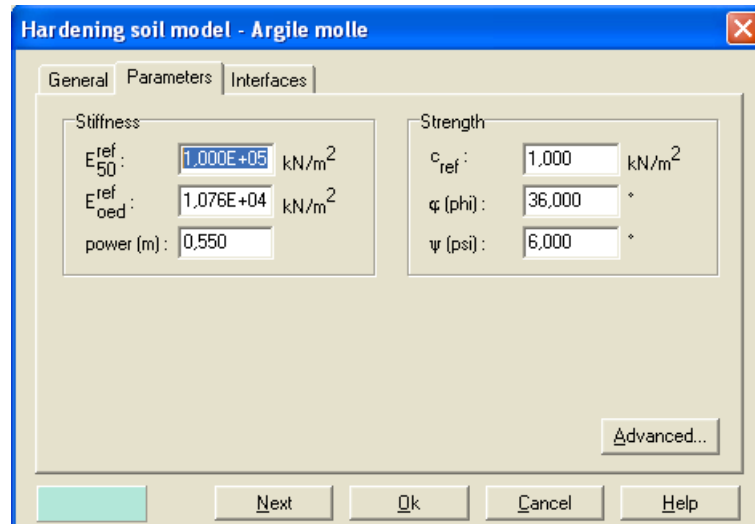 Hardening soil model - Argile molle
General Parameters Interfaces
Stiffness
E50ref : 1,000E+05 kN/m2
Eoedref : 1,076E+04 kN/m2
power (m) : 0,550
Strength
cref : 1,000 kN/m2
φ (phi) : 36,000 °
ψ (psi) : 6,000 °
Advanced...
Next Ok Cancel Help